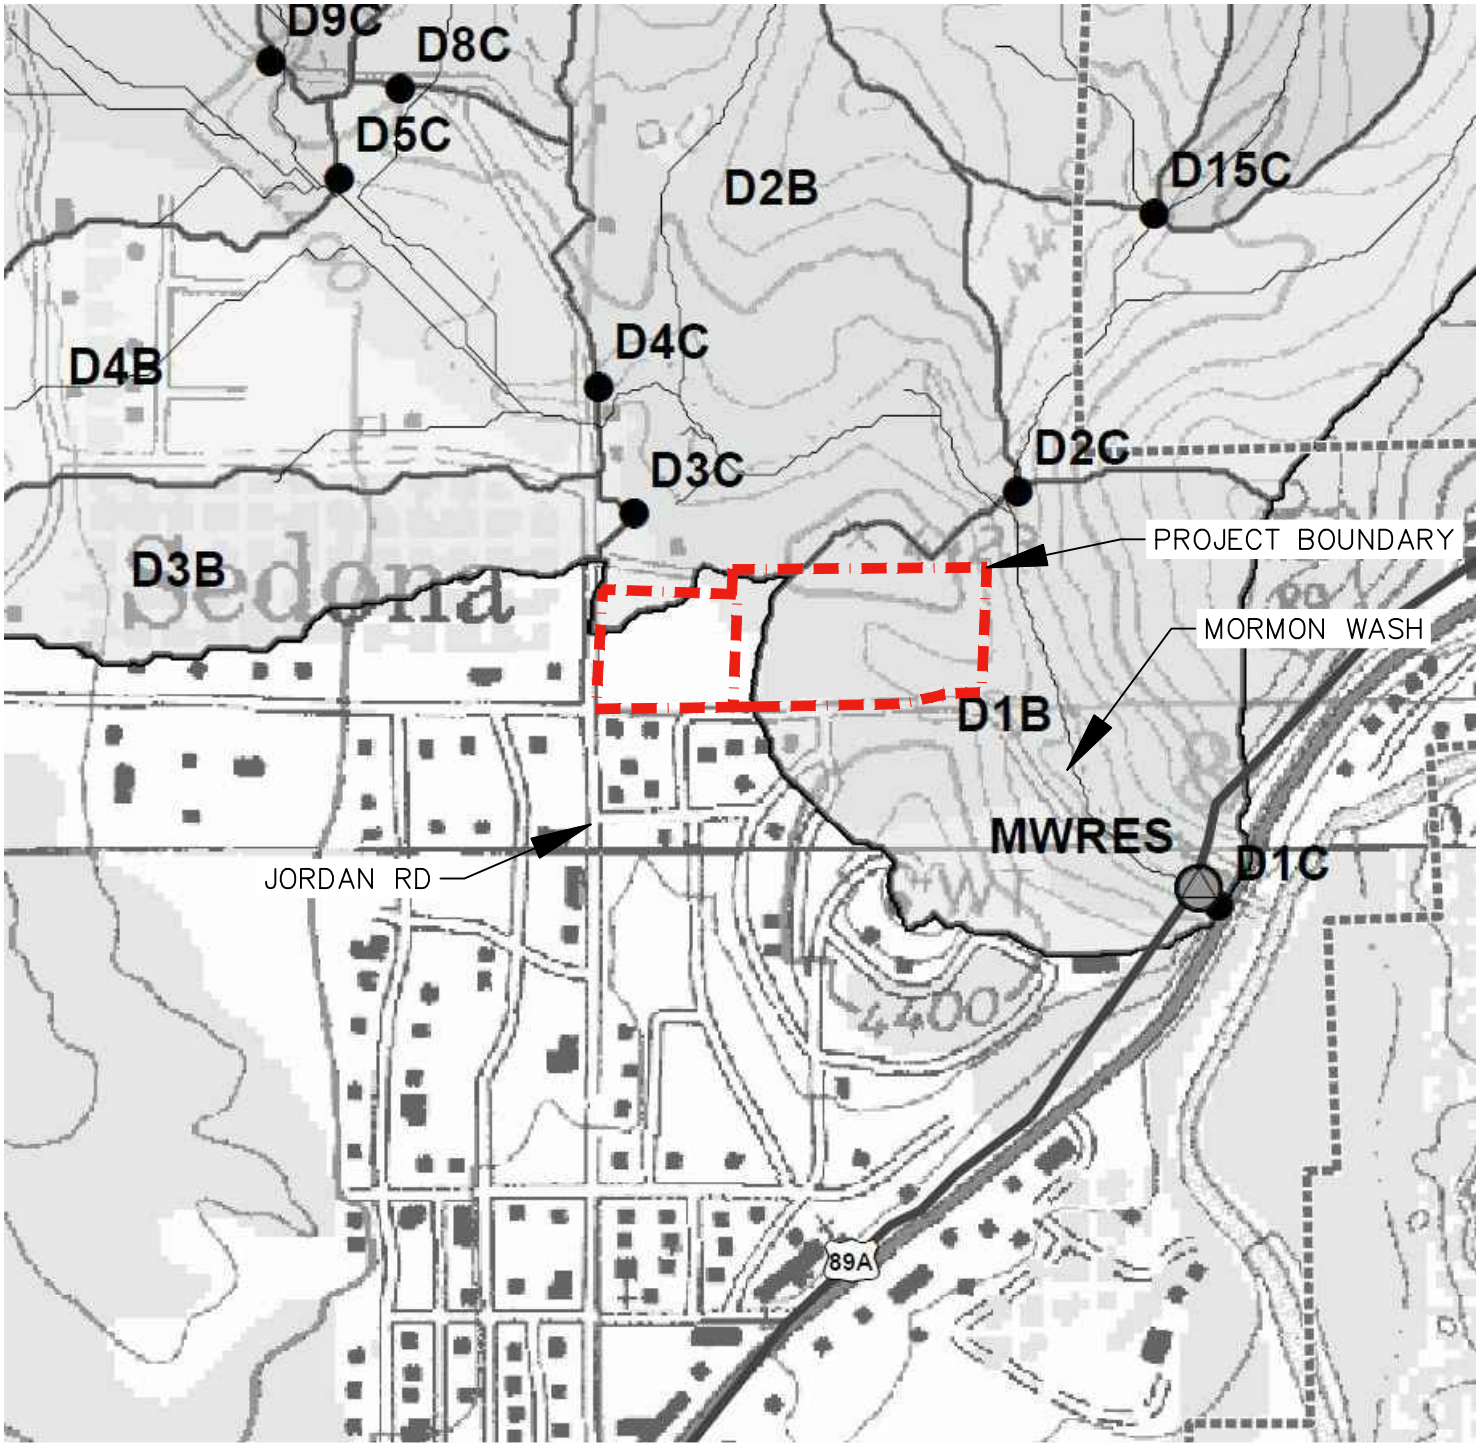 D9C
D8C
D5C
D2B
D15C
D4C
D4B
D3C
D2C
PROJECT BOUNDARY
D3B
Sedona
MORMON WASH
D1B
MWRES
JORDAN RD
D1C
4400
89A